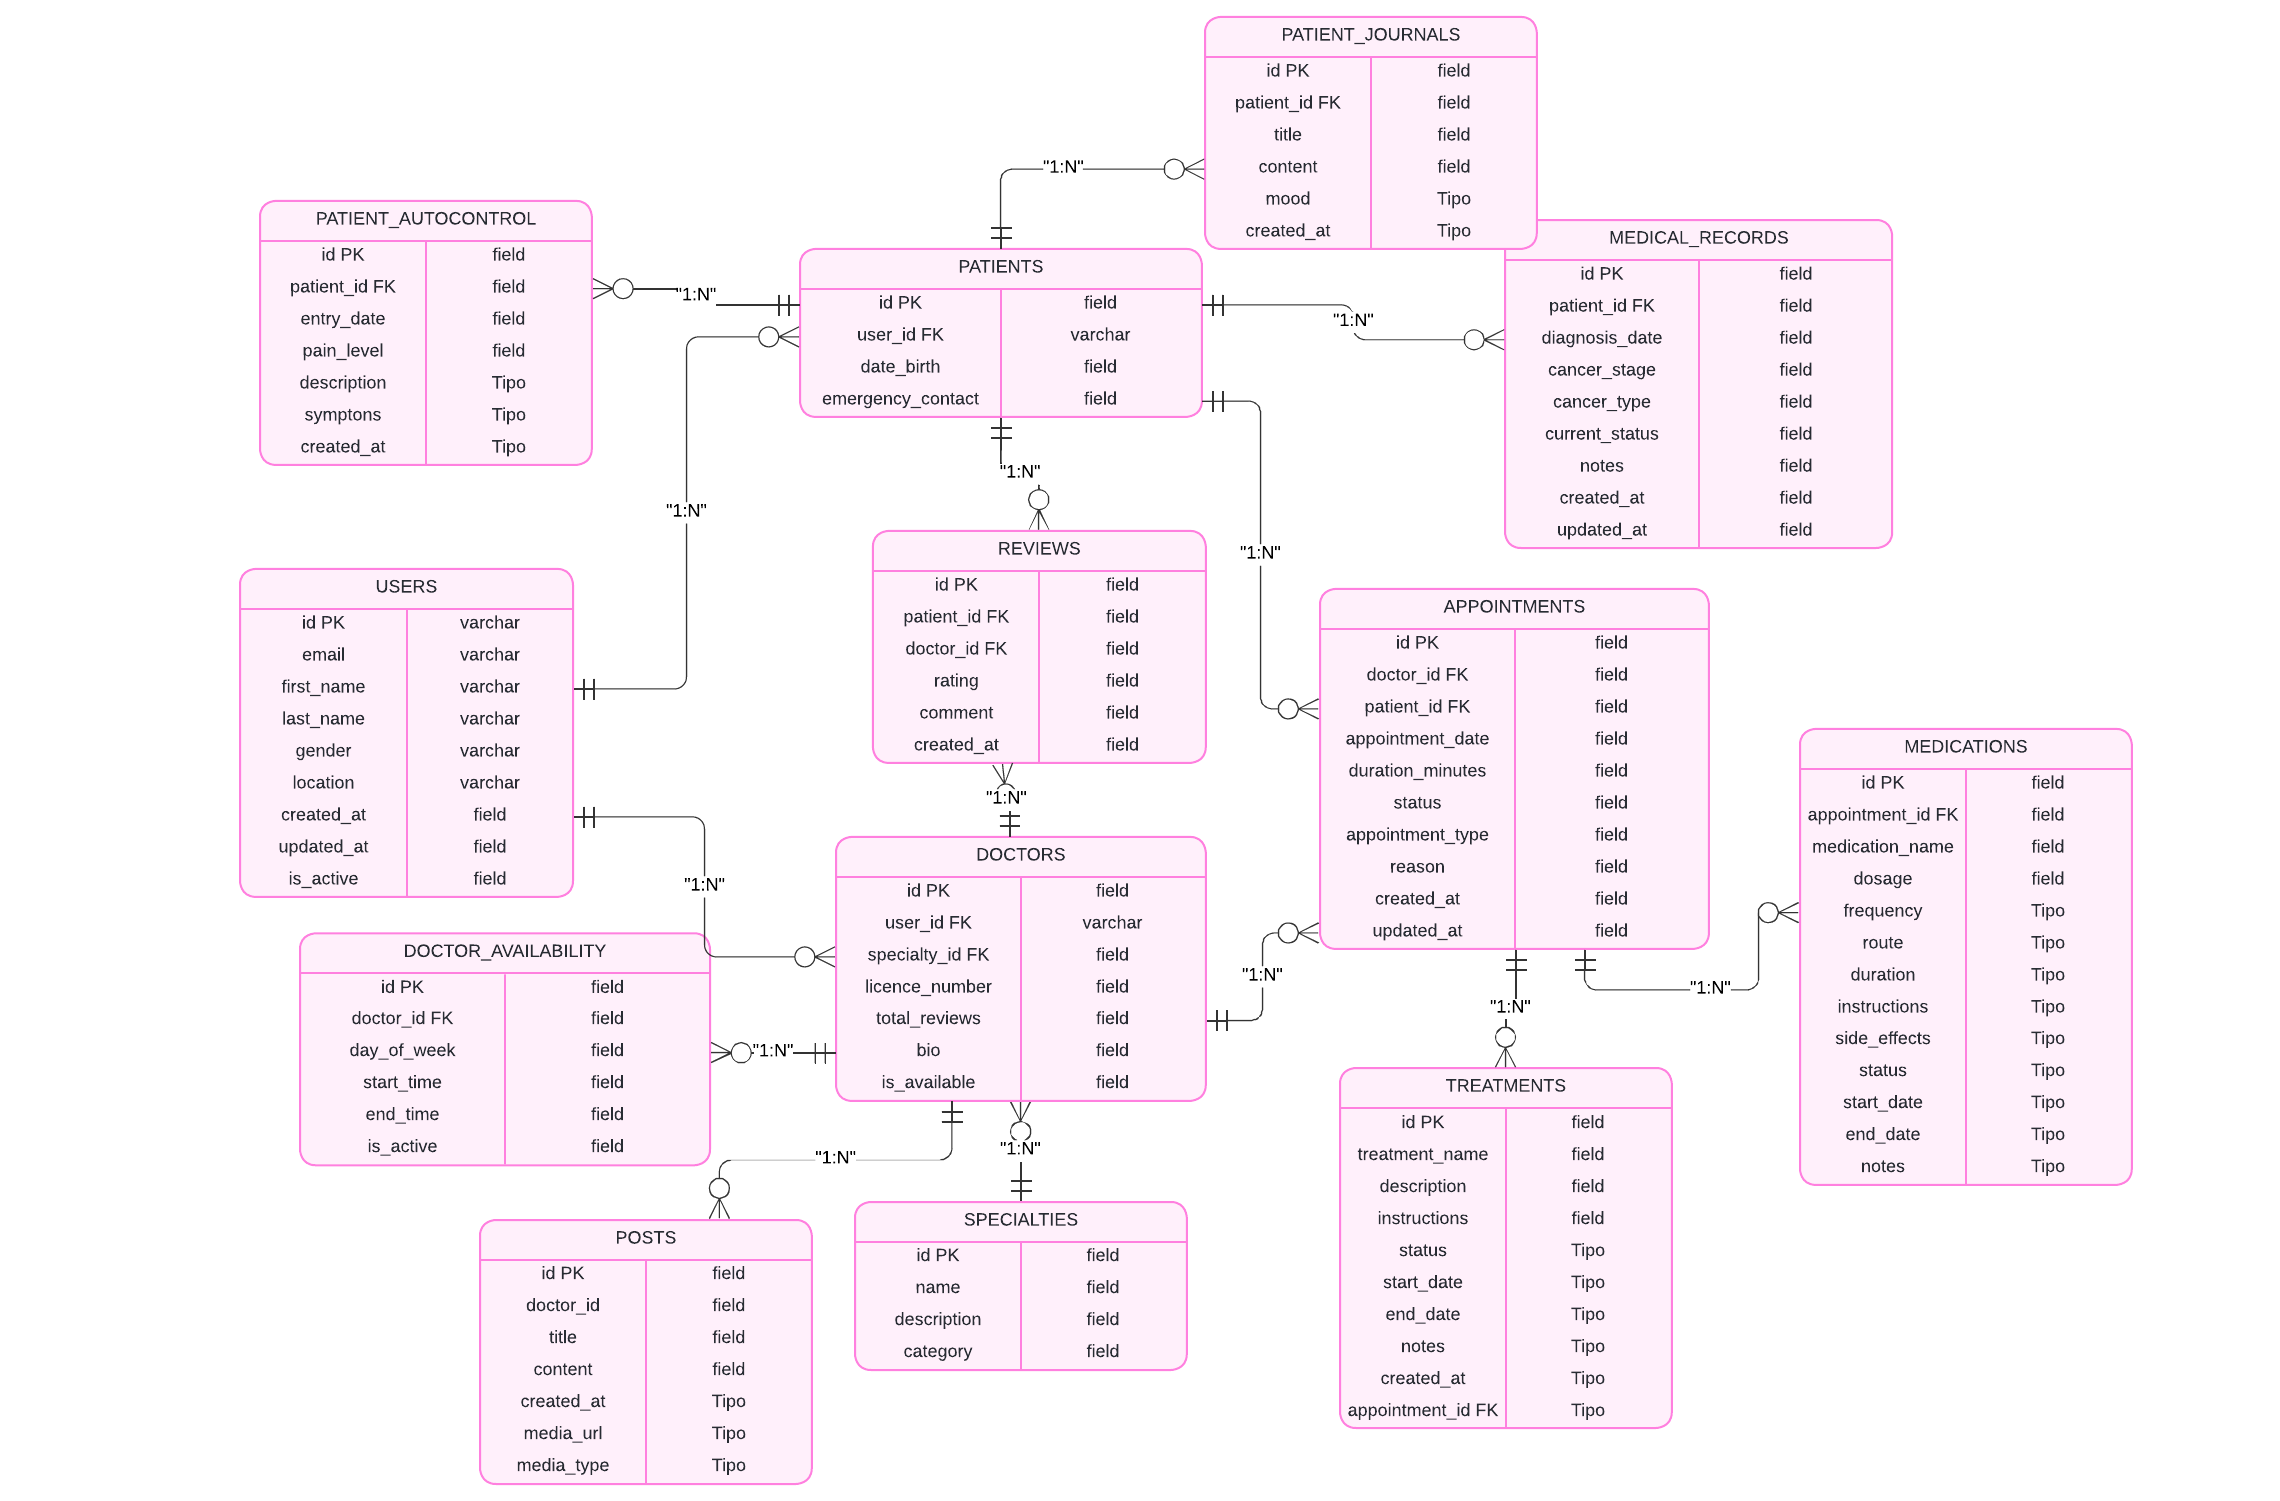 PATIENT_JOURNALS
id PK field
patient_id FK field
title field
content field
mood Tipo
created_at Tipo
"1:N"
PATIENT_AUTOCONTROL
id PK field
patient_id FK field
entry_date field
pain_level field
description Tipo
symptons Tipo
created_at Tipo
"1:N"
PATIENTS
id PK field
user_id FK varchar
date_birth field
emergency_contact field
"1:N"
MEDICAL_RECORDS
id PK field
patient_id FK field
diagnosis_date field
cancer_stage field
cancer_type field
current_status field
notes field
created_at field
updated_at field
"1:N"
"1:N"
"1:N"
USERS
id PK varchar
email varchar
first_name varchar
last_name varchar
gender varchar
location varchar
created_at field
updated_at field
is_active field
REVIEWS
id PK field
patient_id FK field
doctor_id FK field
rating field
comment field
created_at field
"1:N"
APPOINTMENTS
id PK field
doctor_id FK field
patient_id FK field
appointment_date field
duration_minutes field
status field
appointment_type field
reason field
created_at field
updated_at field
MEDICATIONS
id PK field
appointment_id FK field
medication_name field
dosage field
frequency Tipo
route Tipo
duration Tipo
instructions Tipo
side_effects Tipo
status Tipo
start_date Tipo
end_date Tipo
notes Tipo
"1:N"
DOCTORS
id PK field
user_id FK varchar
specialty_id FK field
licence_number field
total_reviews field
bio field
is_available field
"1:N"
DOCTOR_AVAILABILITY
id PK field
doctor_id FK field
day_of_week field
start_time field
end_time field
is_active field
"1:N"
"1:N"
"1:N"
"1:N"
TREATMENTS
id PK field
treatment_name field
description field
instructions field
status Tipo
start_date Tipo
end_date Tipo
notes Tipo
created_at Tipo
appointment_id FK Tipo
"1:N"
"1:N"
POSTS
id PK field
doctor_id field
title field
content field
created_at Tipo
media_url Tipo
media_type Tipo
SPECIALTIES
id PK field
name field
description field
category field